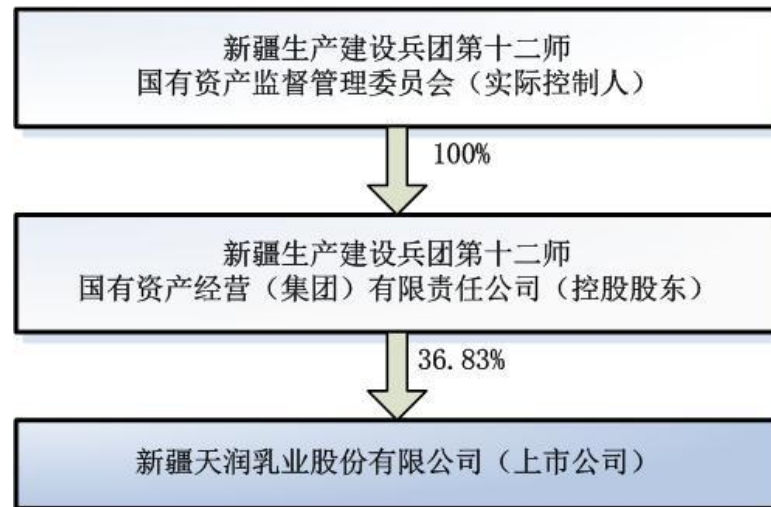 新疆生产建设兵团第十二师
国有资产监督管理委员会（实际控制人）
100%
新疆生产建设兵团第十二师
国有资产经营（集团）有限责任公司（控股股东）
36.83%
新疆天润乳业股份有限公司（上市公司）